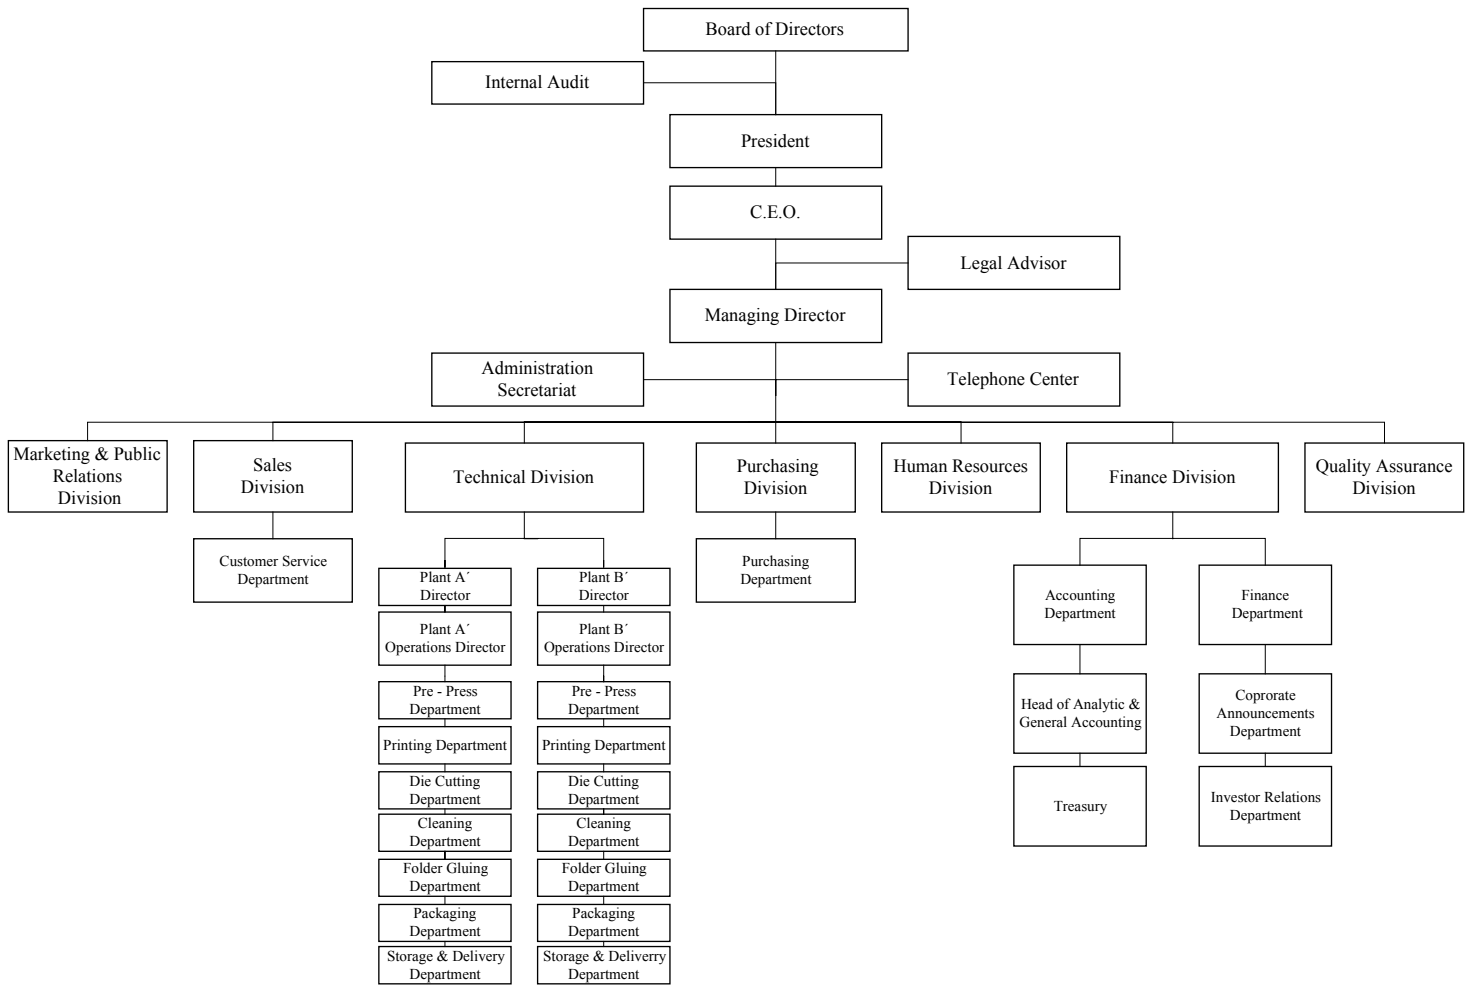 Board of Directors
Internal Audit
President
C.E.O.
Legal Advisor
Managing Director
Administration
Secretariat
Telephone Center
Marketing & Public
Relations
Division
Sales
Division
Technical Division
Purchasing
Division
Human Resources
Division
Finance Division
Quality Assurance
Division
Customer Service
Department
Plant A´
Director
Plant A´
Operations Director
Pre - Press
Department
Printing Department
Die Cutting
Department
Cleaning
Department
Folder Gluing
Department
Packaging
Department
Storage & Delivery
Department
Plant B´
Director
Plant B´
Operations Director
Pre - Press
Department
Printing Department
Die Cutting
Department
Cleaning
Department
Folder Gluing
Department
Packaging
Department
Storage & Deliverry
Department
Purchasing
Department
Accounting
Department
Head of Analytic &
General Accounting
Treasury
Finance
Department
Coprorate
Announcements
Department
Investor Relations
Department